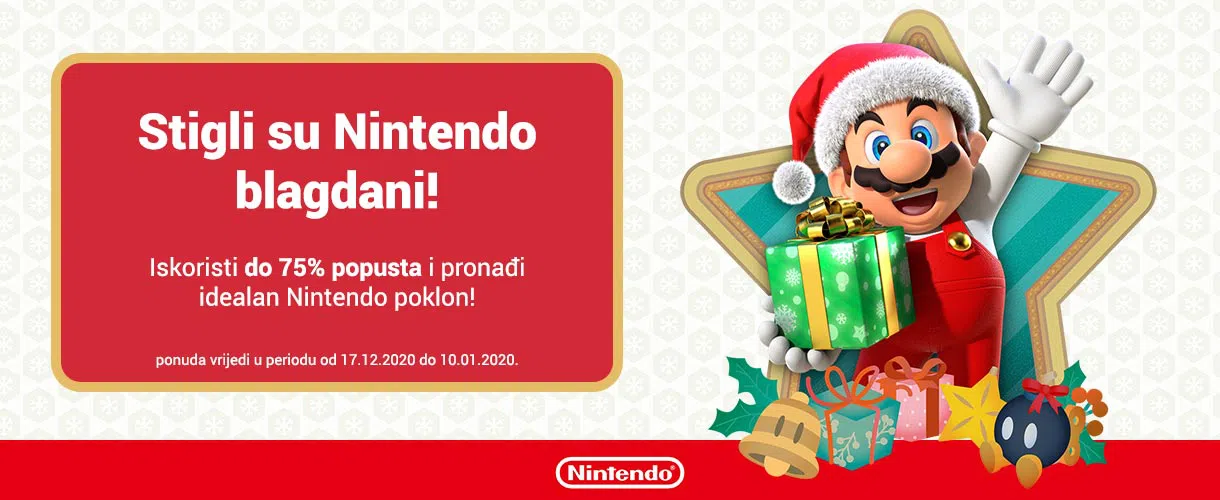 Stigli su Nintendo
blagdani!
Iskoristi do 75% popusta i pronađi
idealan Nintendo poklon!
ponuda vrijedi u periodu od 17.12.2020 do 10.01.2020.
Nintendo®